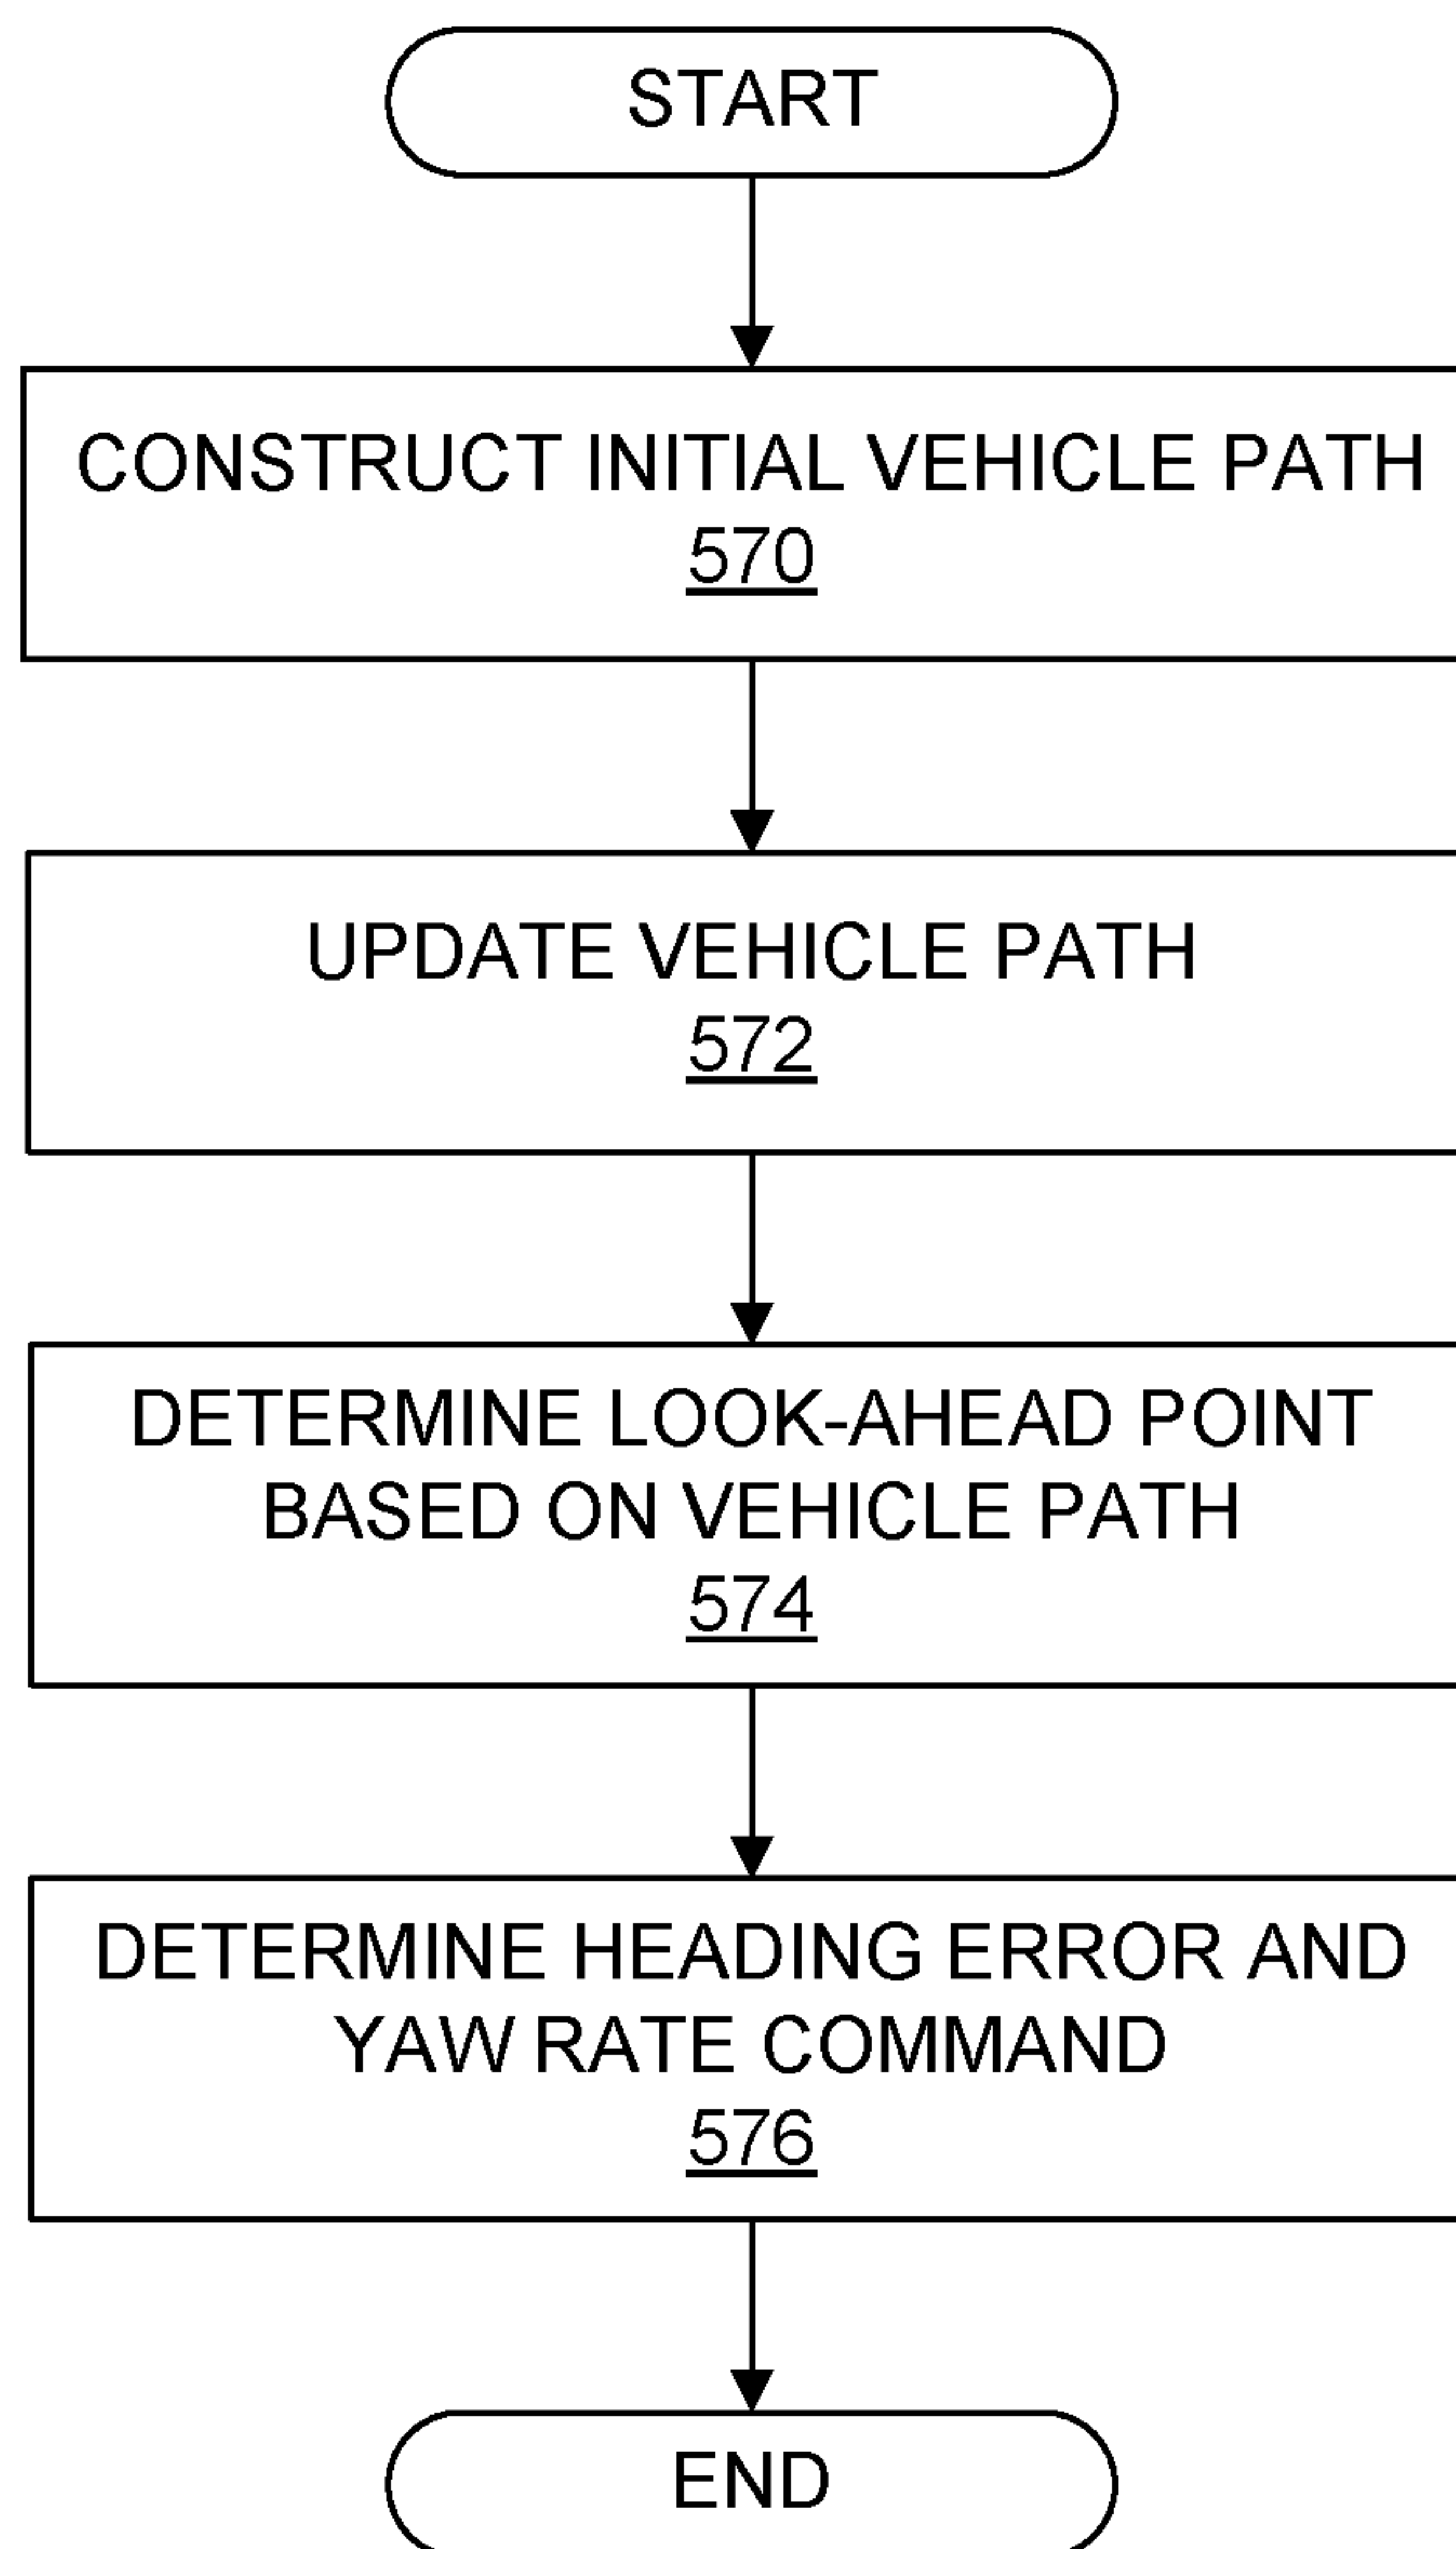 START
CONSTRUCT INITIAL VEHICLE PATH
570
UPDATE VEHICLE PATH
572
DETERMINE LOOK-AHEAD POINT
BASED ON VEHICLE PATH
574
DETERMINE HEADING ERROR AND
YAW RATE COMMAND
576
END